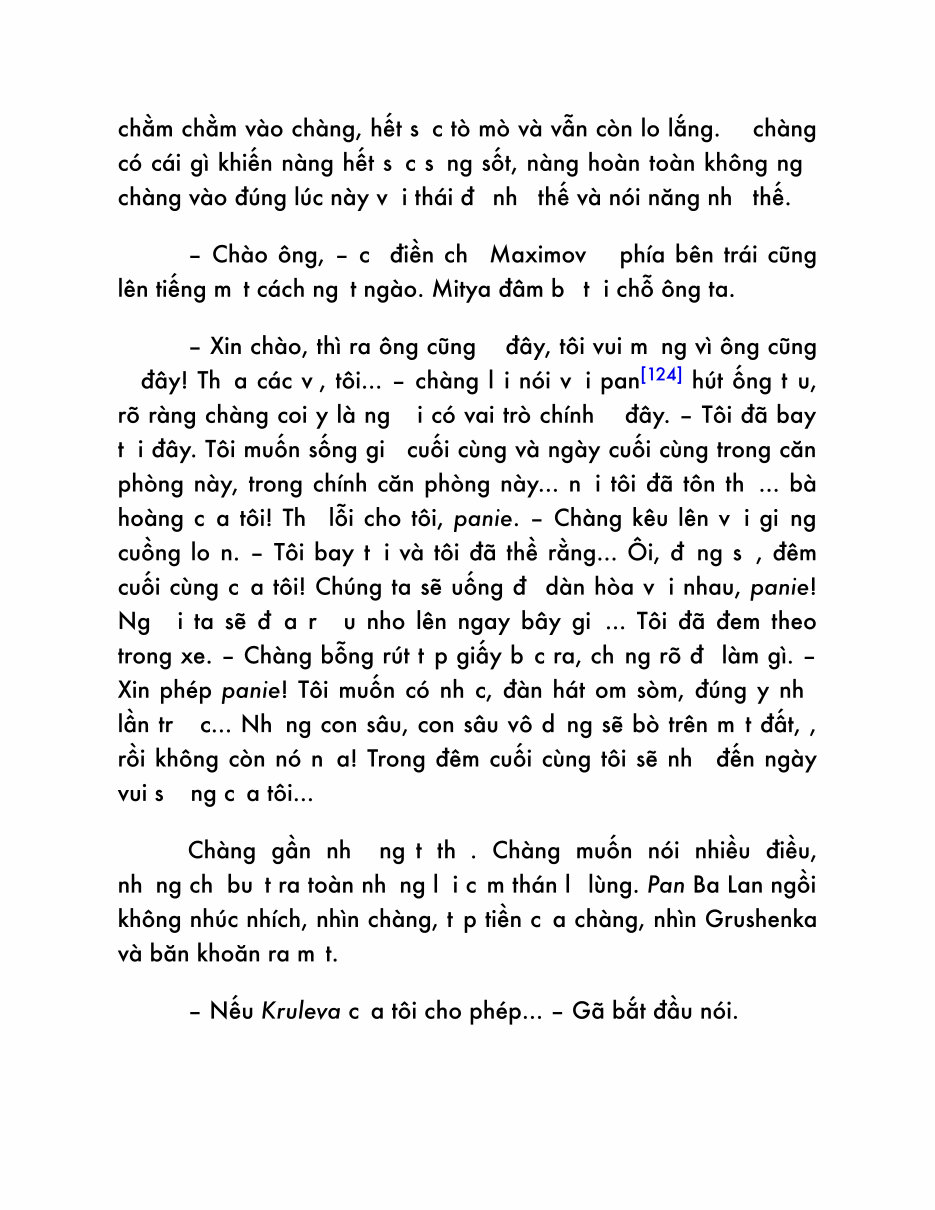 chằm chằm vào chàng, hết s c tò mò và vẫn còn lo lắng. chàng
có cái gì khiến nàng hết s c s ng sốt, nàng hoàn toàn không ng
chàng vào đúng lúc này v i thái đ nh thế và nói năng nh thế.
– Chào ông, – c điền ch Maximov phía bên trái cũng
lên tiếng m t cách ng t ngào. Mitya đâm b t i chỗ ông ta.
– Xin chào, thì ra ông cũng đây, tôi vui m ng vì ông cũng
đây! Th a các v , tôi... – chàng l i nói v i pan[124] hút ống t u,
rõ ràng chàng coi y là ng i có vai trò chính đây. – Tôi đã bay
t i đây. Tôi muốn sống gi cuối cùng và ngày cuối cùng trong căn
phòng này, trong chính căn phòng này... n i tôi đã tôn th ... bà
hoàng c a tôi! Th lỗi cho tôi, panie. – Chàng kêu lên v i gi ng
cuồng lo n. – Tôi bay t i và tôi đã thề rằng... Ôi, đ ng s , đêm
cuối cùng c a tôi! Chúng ta sẽ uống đ dàn hòa v i nhau, panie!
Ng i ta sẽ đ a r u nho lên ngay bây gi ... Tôi đã đem theo
trong xe. – Chàng bỗng rút t p giấy b c ra, ch ng rõ đ làm gì. –
Xin phép panie! Tôi muốn có nh c, đàn hát om sòm, đúng y nh
lần tr c... Nh ng con sâu, con sâu vô d ng sẽ bò trên m t đất, ,
rồi không còn nó n a! Trong đêm cuối cùng tôi sẽ nh đến ngày
vui s ng c a tôi...
Chàng gần nh ng t th . Chàng muốn nói nhiều điều,
nh ng ch bu t ra toàn nh ng l i c m thán l lùng. Pan Ba Lan ngồi
không nhúc nhích, nhìn chàng, t p tiền c a chàng, nhìn Grushenka
và băn khoăn ra m t.
– Nếu Kruleva c a tôi cho phép... – Gã bắt đầu nói.